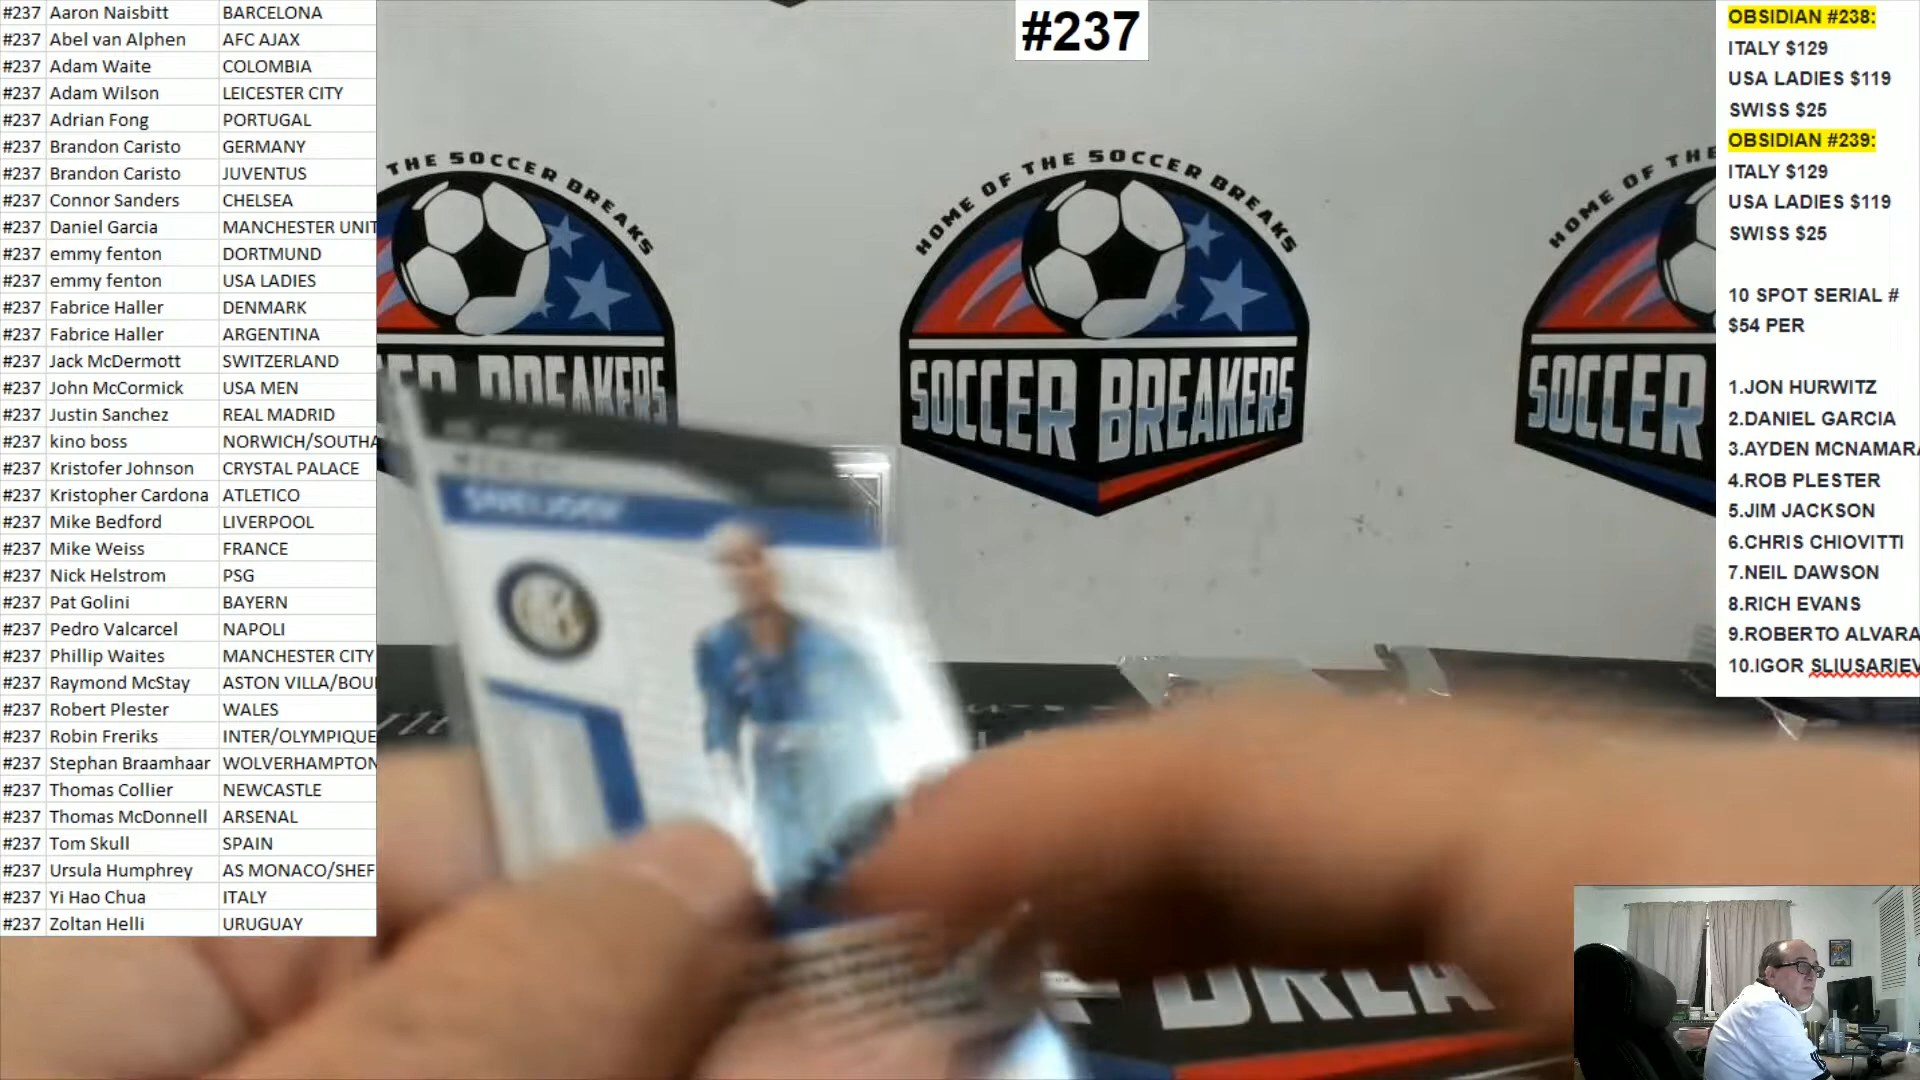 #237 Aaron Naisbitt BARCELONA
#237 Abel van Alphen AFC AJAX
#237 Adam Waite COLOMBIA
#237 Adam Wilson LEICESTER CITY
#237 Adrian Fong PORTUGAL
#237 Brandon Caristo GERMANY
#237 Brandon Caristo JUVENTUS
#237 Connor Sanders CHELSEA
#237 Daniel Garcia MANCHESTER UNIT
#237 emmy fenton DORTMUND
#237 emmy fenton USA LADIES
#237 Fabrice Haller DENMARK
#237 Fabrice Haller ARGENTINA
#237 Jack McDermott SWITZERLAND
#237 John McCormick USA MEN
#237 Justin Sanchez REAL MADRID
#237 kino boss NORWICH/SOUTHA
#237 Kristofer Johnson CRYSTAL PALACE
#237 Kristopher Cardona ATLETICO
#237 Mike Bedford LIVERPOOL
#237 Mike Weiss FRANCE
#237 Nick Helstrom PSG
#237 Pat Golini BAYERN
#237 Pedro Valcarcel NAPOLI
#237 Phillip Waites MANCHESTER CITY
#237 Raymond McStay ASTON VILLA/BOU
#237 Robert Plester WALES
#237 Robin Freriks INTER/OLYMPIQUE
#237 Stephan Braamhaar WOLVERHAMPTON
#237 Thomas Collier NEWCASTLE
#237 Thomas McDonnell ARSENAL
#237 Tom Skull SPAIN
#237 Ursula Humphrey AS MONACO/SHEF
#237 Yi Hao Chua ITALY
#237 Zoltan Helli URUGUAY
#237
THE SOCCER BREAKS
BREAKERS
HOME OF THE SOCCER BREAKS
SOCCER BREAKERS
HOME OF THE
SOCCER
OBSIDIAN #238:
ITALY $129
USA LADIES $119
SWISS $25
OBSIDIAN #239:
ITALY $129
USA LADIES $119
SWISS $25
10 SPOT SERIAL #
$54 PER
1.JON HURWITZ
2.DANIEL GARCIA
3.AYDEN MCNAMARA
4.ROB PLESTER
5.JIM JACKSON
6.CHRIS CHIOVITTI
7.NEIL DAWSON
8.RICH EVANS
9.ROBERTO ALVARA
10.IGOR SLIUSARIEV